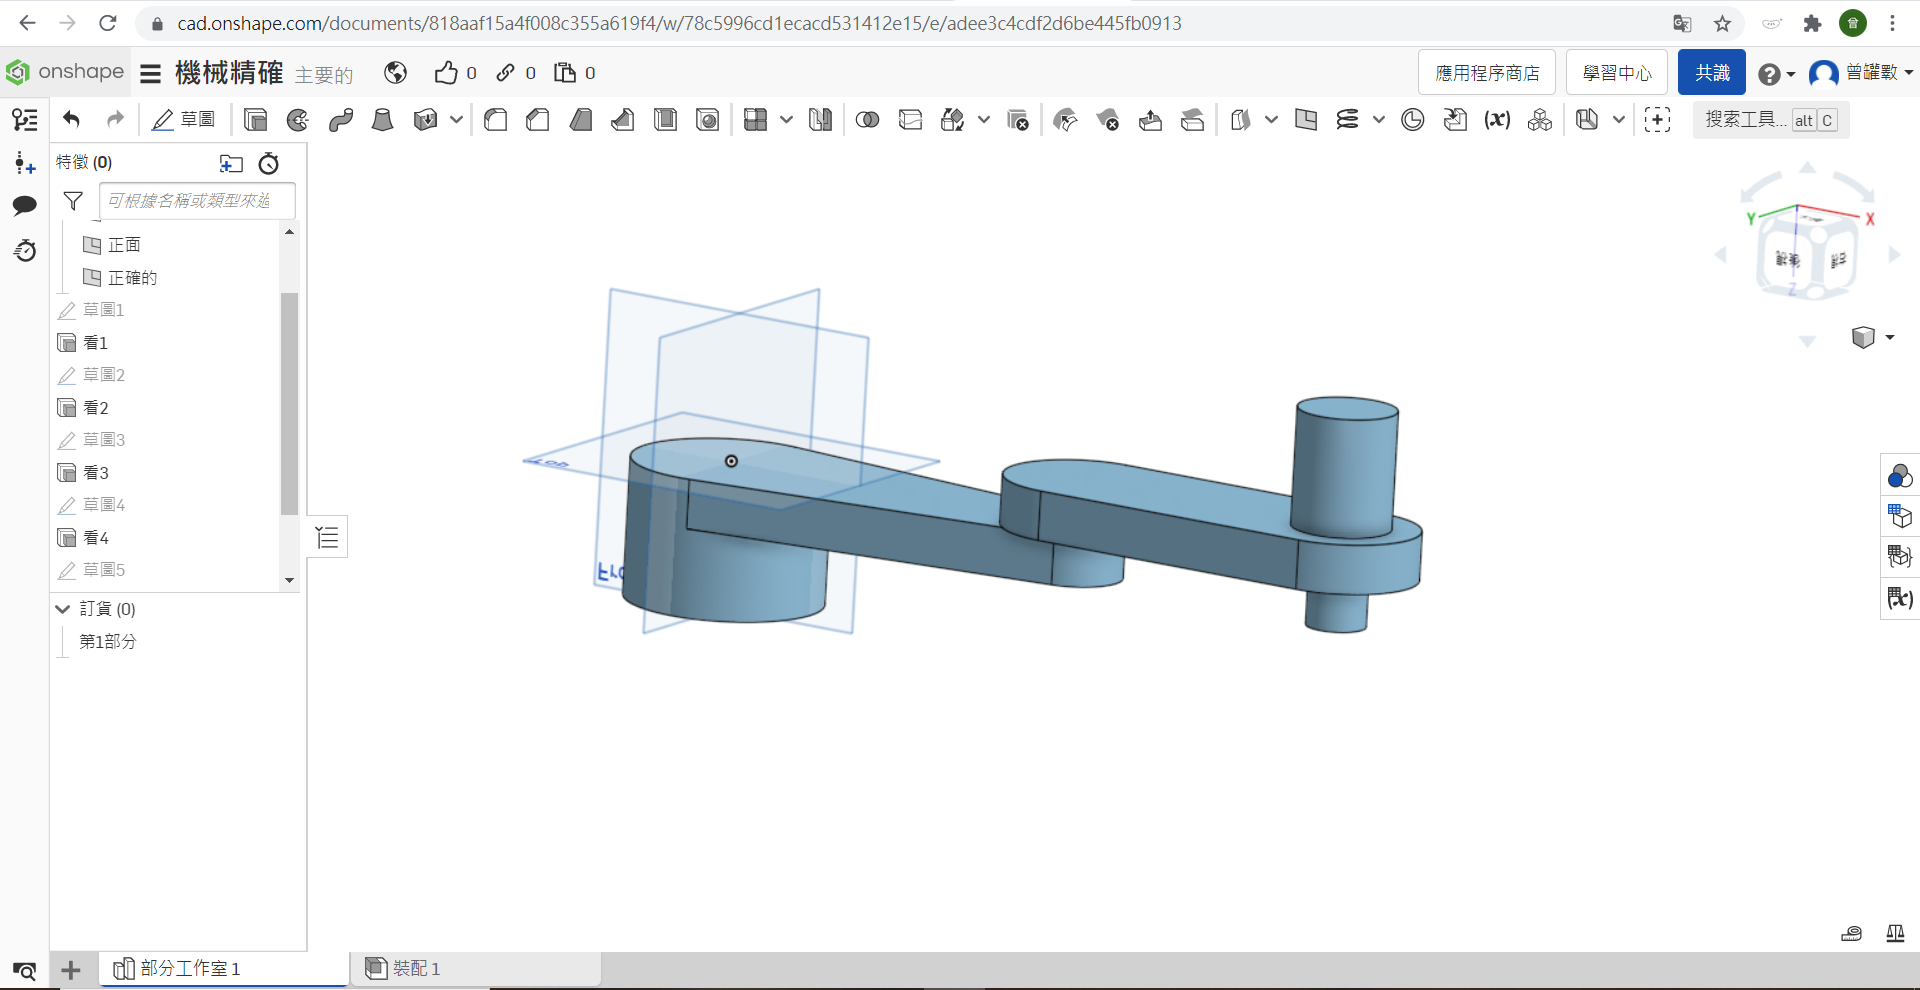 cad.onshape.com/documents/818aaf15a4f008c355a619f4/w/78c5996cd1ecacd531412e15/e/adee3c4cdf2d6be445fb0913
onshape 機械精確 主要的 0 0 0 應用程序商店 學習中心 共識 ?
草圖 (x) 搜索工具... alt C
特徵 (0)
可根據名稱或類型來過
正面
正確的
草圖1
看1
草圖2
看2
草圖3
看3
草圖4
看4
草圖5
訂貨 (0)
第1部分
Y X
Z
Top
Fro
(x)
部分工作室 1 裝配 1